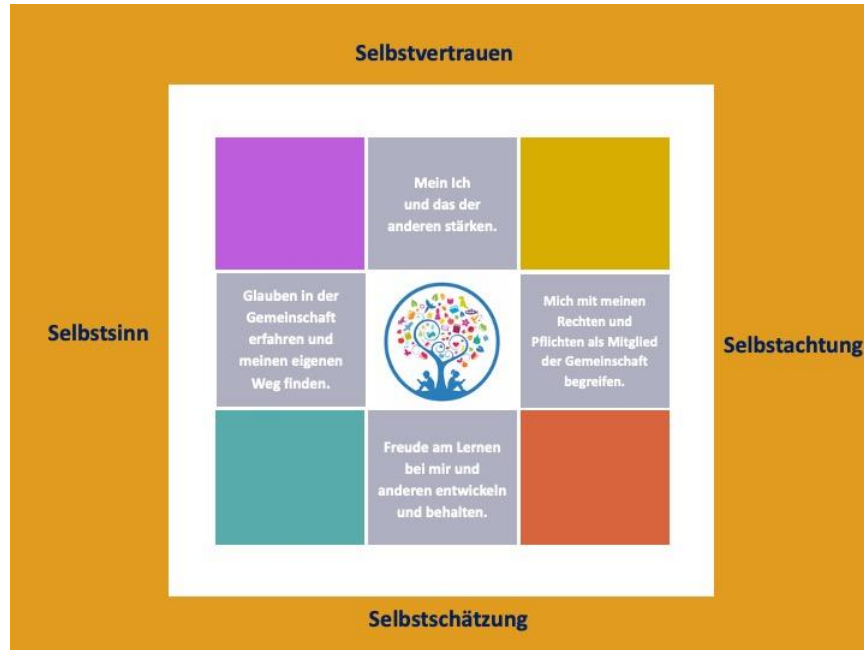 Selbstvertrauen
Mein Ich
und das der
anderen stärken.
Selbstsinn
Glauben in der
Gemeinschaft
erfahren und
meinen eigenen
Weg finden.
Mich mit meinen
Rechten und
Pflichten als Mitglied
der Gemeinschaft
begreifen.
Selbstachtung
Freude am Lernen
bei mir und
anderen entwickeln
und behalten.
Selbstschätzung